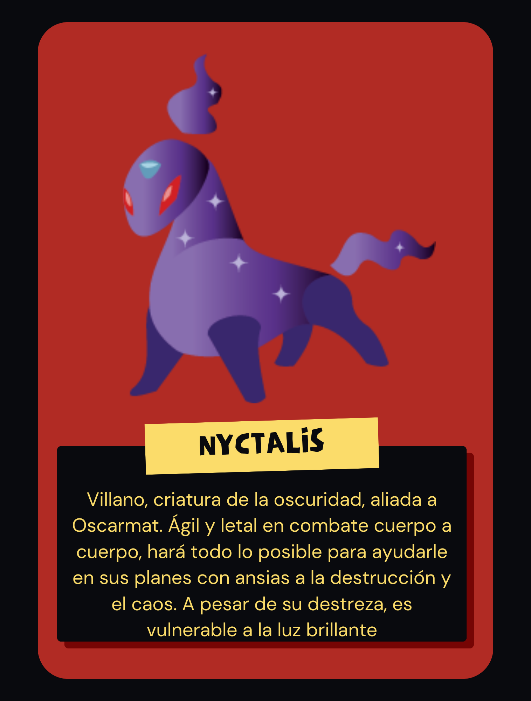 NYCTALiS
Villano, criatura de la oscuridad, aliada a
Oscarmat. Ágil y letal en combate cuerpo a
cuerpo, hará todo lo posible para ayudarle
en sus planes con ansias a la destrucción y
el caos. A pesar de su destreza, es
vulnerable a la luz brillante